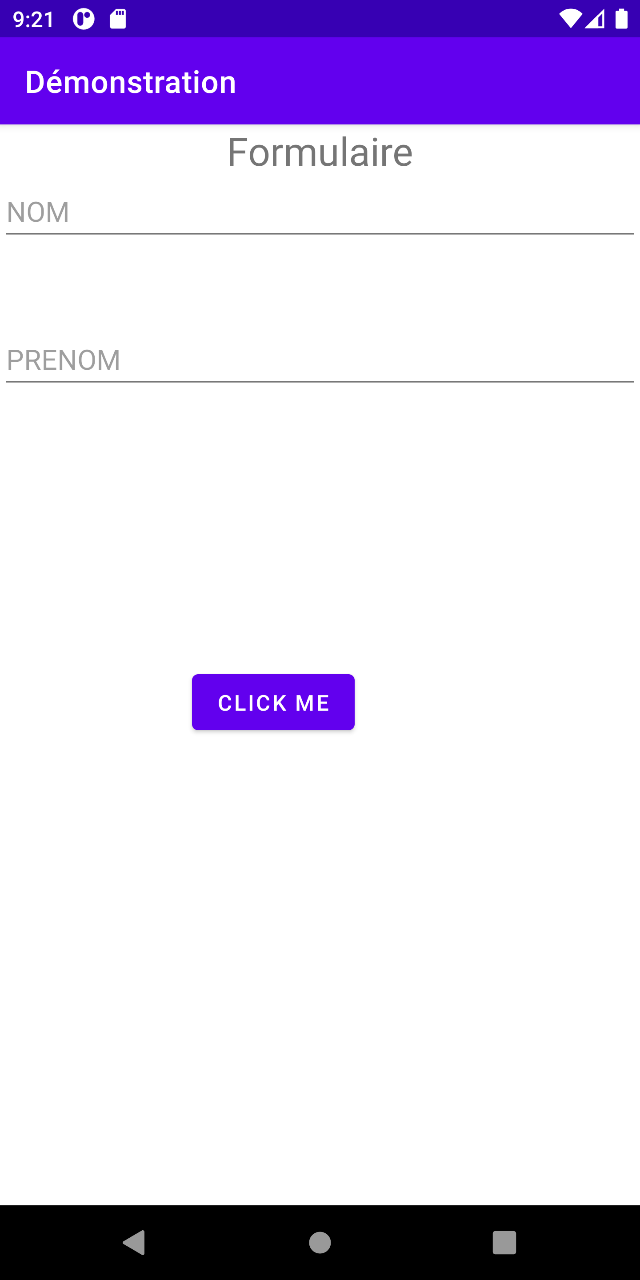 9:21
Démonstration
Formulaire
NOM
PRENOM
CLICK ME